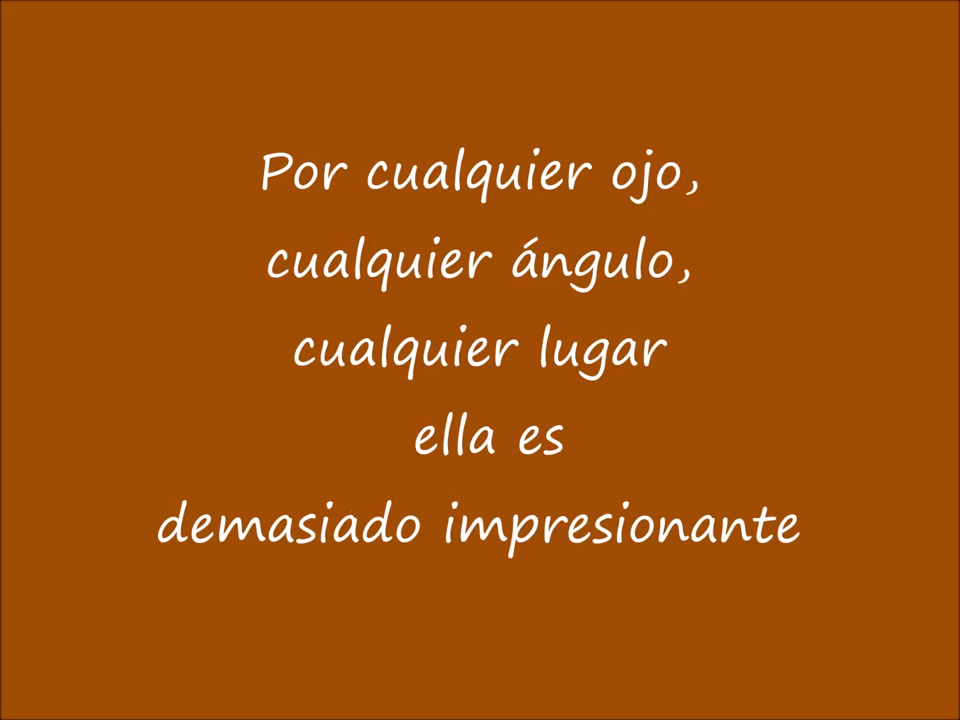 Por cualquier ojo,
cualquier ángulo,
cualquier lugar
ella es
demasiado impresionante